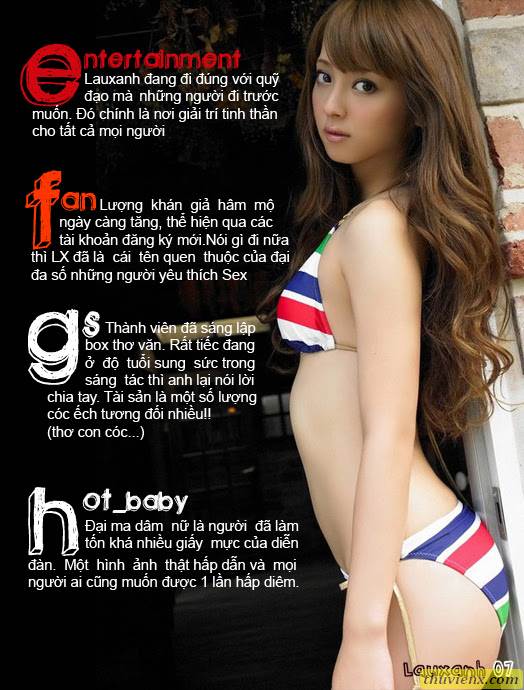 entertainment
Lauxanh đang đi đúng với quỹ
đạo mà những người đi trước
muốn. Đó chính là nơi giải trí tinh thần
cho tất cả mọi người
fan Lượng khán giả hâm mộ
ngày càng tăng, thể hiện qua các
tài khoản đăng ký mới.Nói gì đi nữa
thì LX đã là cái tên quen thuộc của đại
đa số những người yêu thích Sex
gs Thành viên đã sáng lập
box thơ văn. Rất tiếc đang
ở độ tuổi sung sức trong
sáng tác thì anh lại nói lời
chia tay. Tài sản là một số lượng
cóc ếch tương đối nhiều!!
(thơ con cóc...)
hot_baby
Đại ma dâm nữ là người đã làm
tốn khá nhiều giấy mực của diễn
đàn. Một hình ảnh thật hấp dẫn và mọi
người ai cũng muốn được 1 lần hấp diêm.
Lauxanh 07
thuvienx.com